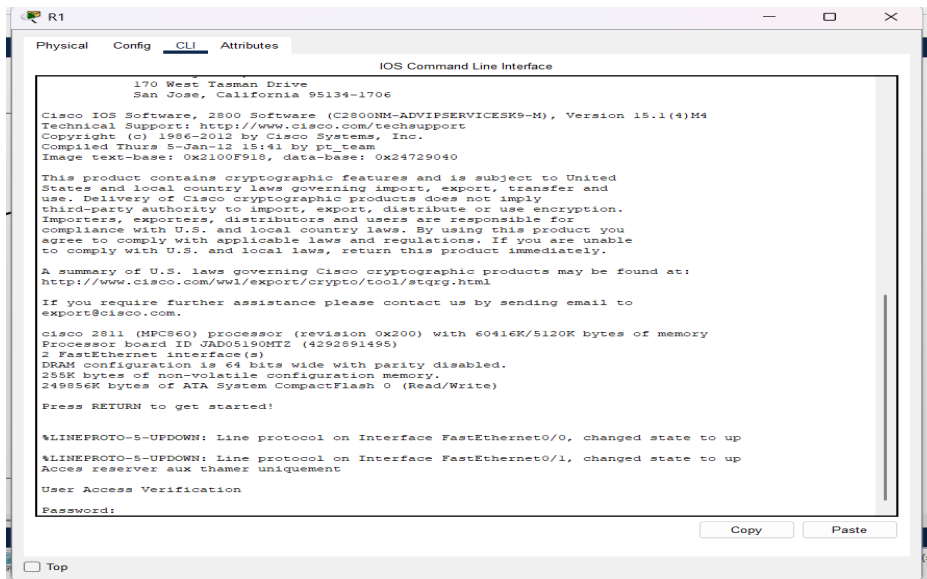 R1
Physical Config CLI Attributes
IOS Command Line Interface
170 West Tasman Drive
San Jose, California 95134-1706
Cisco IOS Software, 2800 Software (C2800NM-ADVIPSERVICESK9-M), Version 15.1(4)M4
Technical Support: http://www.cisco.com/techsupport
Copyright (c) 1986-2012 by Cisco Systems, Inc.
Compiled Thurs 5-Jan-12 15:41 by pt_team
Image text-base: 0x2100F918, data-base: 0x24729040
This product contains cryptographic features and is subject to United
States and local country laws governing import, export, transfer and
use. Delivery of Cisco cryptographic products does not imply
third-party authority to import, export, distribute or use encryption.
Importers, exporters, distributors and users are responsible for
compliance with U.S. and local country laws. By using this product you
agree to comply with applicable laws and regulations. If you are unable
to comply with U.S. and local laws, return this product immediately.
A summary of U.S. laws governing Cisco cryptographic products may be found at:
http://www.cisco.com/wwl/export/crypto/tool/stqrg.html
If you require further assistance please contact us by sending email to
export@cisco.com.
cisco 2811 (MPC860) processor (revision 0x200) with 60416K/5120K bytes of memory
Processor board ID JAD05190MTZ (4292891495)
2 FastEthernet interface(s)
DRAM configuration is 64 bits wide with parity disabled.
255K bytes of non-volatile configuration memory.
249856K bytes of ATA System CompactFlash 0 (Read/Write)
Press RETURN to get started!
%LINEPROTO-5-UPDOWN: Line protocol on Interface FastEthernet0/0, changed state to up
%LINEPROTO-5-UPDOWN: Line protocol on Interface FastEthernet0/1, changed state to up
Acces reserver aux thamer uniquement
User Access Verification
Password:
Copy Paste
Top